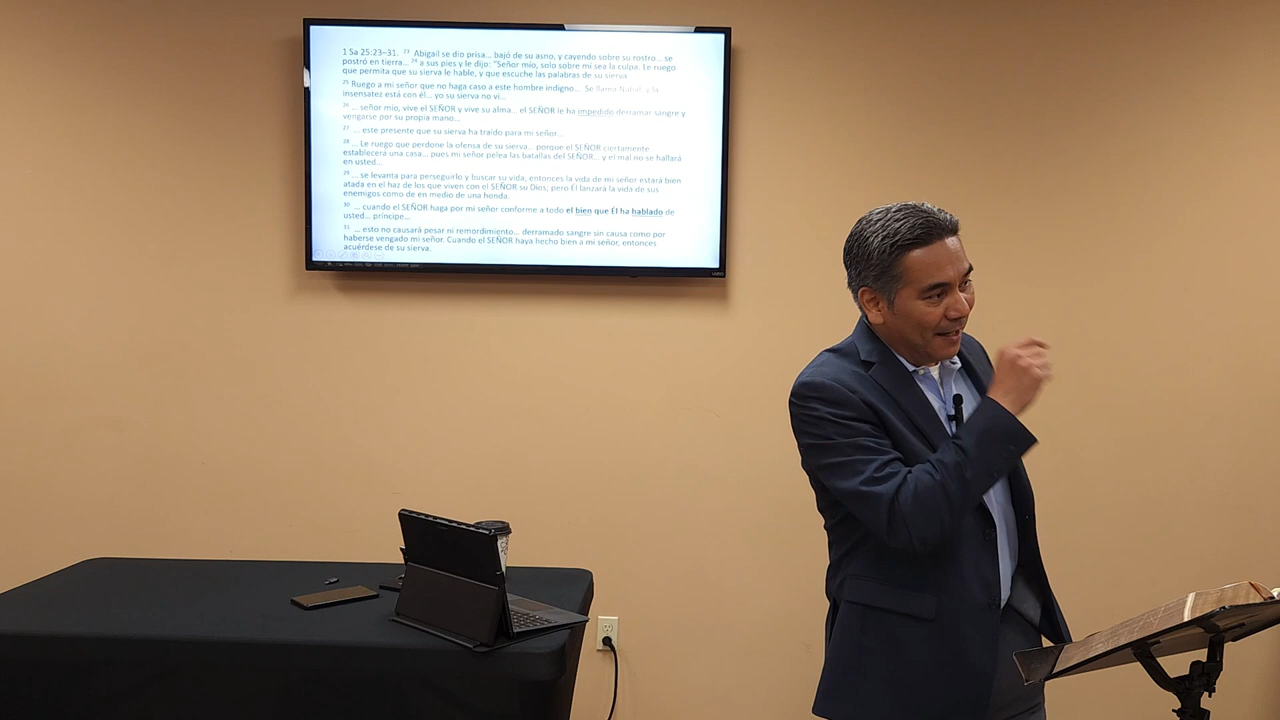 1 Sa 25:23–31. 23 Abigail se dio prisa... bajó de su asno, y cayendo sobre su rostro... se
postró en tierra... 24 a sus pies y le dijo: "Señor mío, solo sobre mí sea la culpa. Le ruego
que permita que su sierva le hable, y que escuche las palabras de su sierva
25 Ruego a mi señor que no haga caso a este hombre indigno... Se llama Nabal, y la
insensatez está con él... yo su sierva no vi...
26 ... señor mío, vive el SEÑOR y vive su alma... el SEÑOR le ha impedido derramar sangre y
vengarse por su propia mano...
27 ... este presente que su sierva ha traído para mi señor...
28 ... Le ruego que perdone la ofensa de su sierva... porque el SEÑOR ciertamente
establecerá una casa... pues mi señor pelea las batallas del SEÑOR... y el mal no se hallará
en usted...
29 ... se levanta para perseguirlo y buscar su vida, entonces la vida de mi señor estará bien
atada en el haz de los que viven con el SEÑOR su Dios; pero Él lanzará la vida de sus
enemigos como de en medio de una honda.
30 ... cuando el SEÑOR haga por mi señor conforme a todo el bien que Él ha hablado de
usted... príncipe...
31 ... esto no causará pesar ni remordimiento... derramado sangre sin causa como por
haberse vengado mi señor. Cuando el SEÑOR haya hecho bien a mi señor, entonces
acuérdese de su sierva.
VIZIO